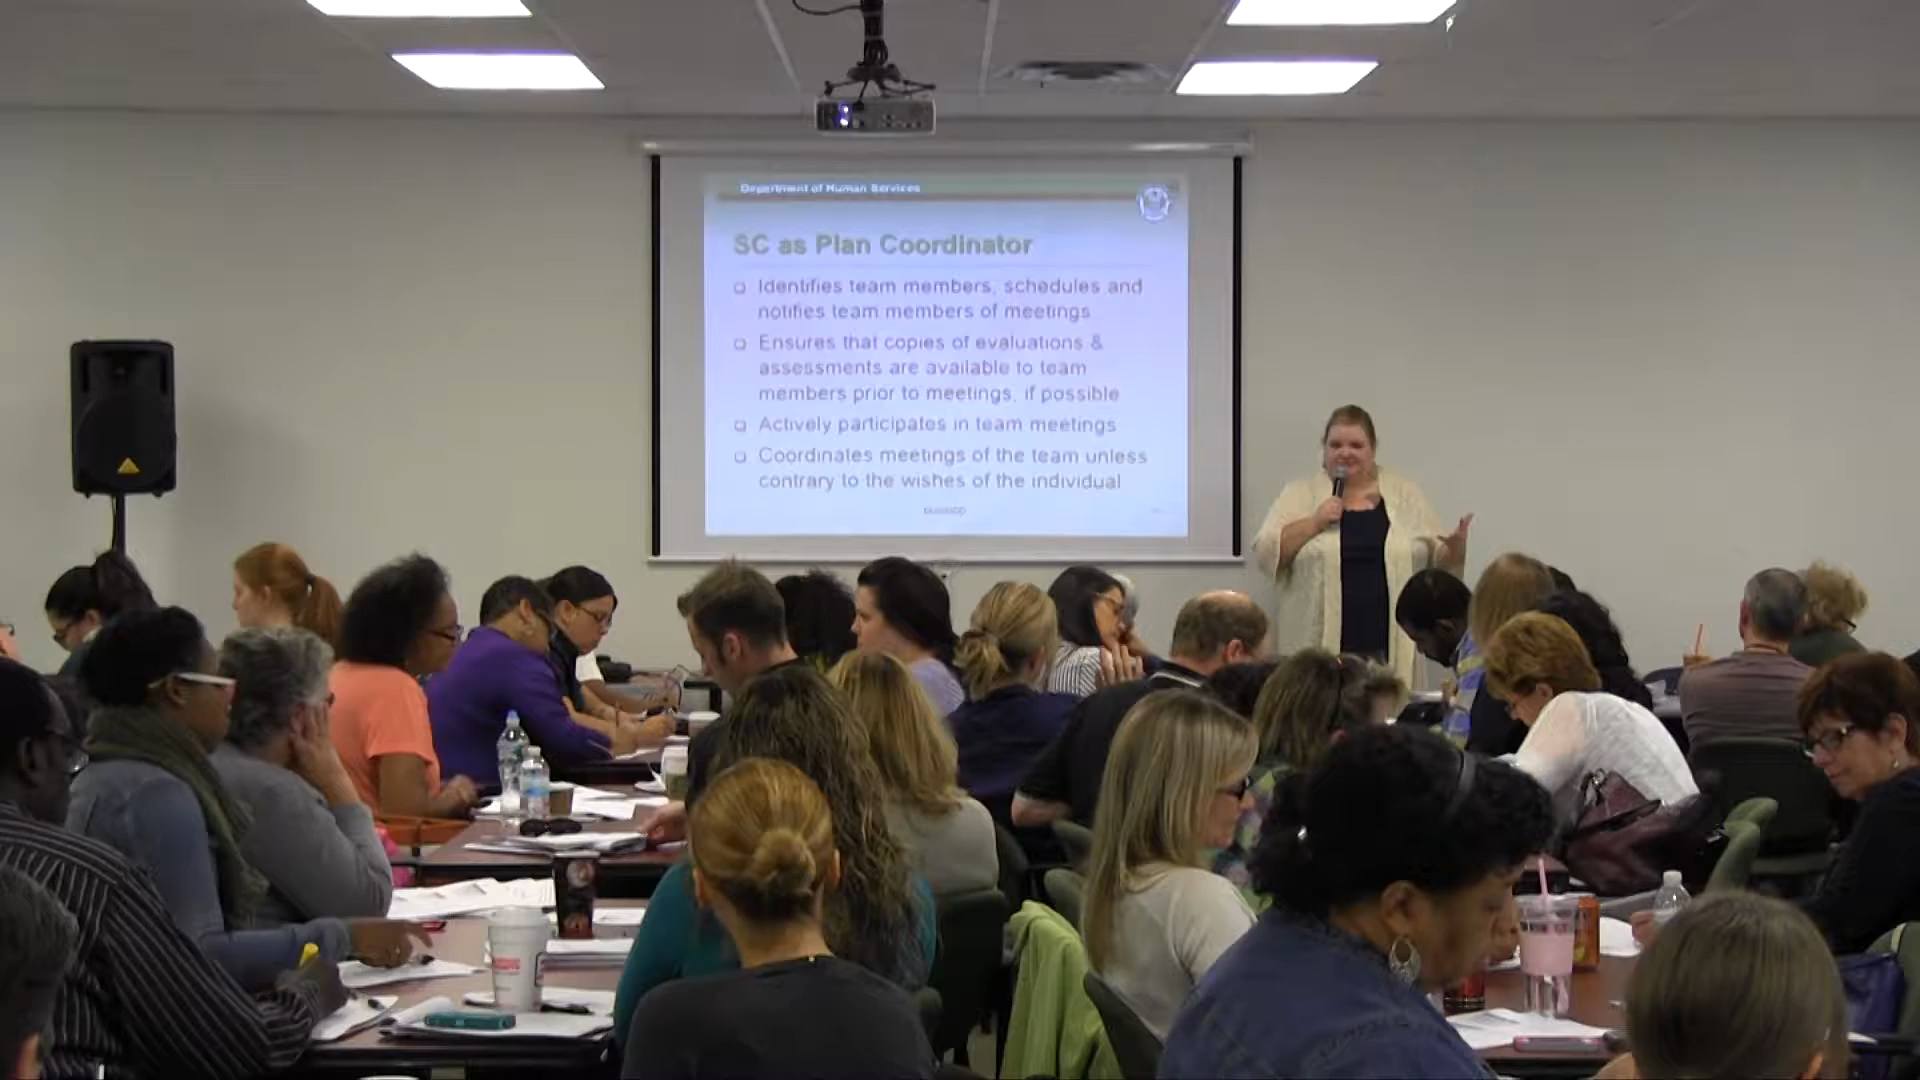 Department of Human Services
SC as Plan Coordinator
Identifies team members, schedules and
notifies team members of meetings
Ensures that copies of evaluations &
assessments are available to team
members prior to meetings, if possible
Actively participates in team meetings
Coordinates meetings of the team unless
contrary to the wishes of the individual